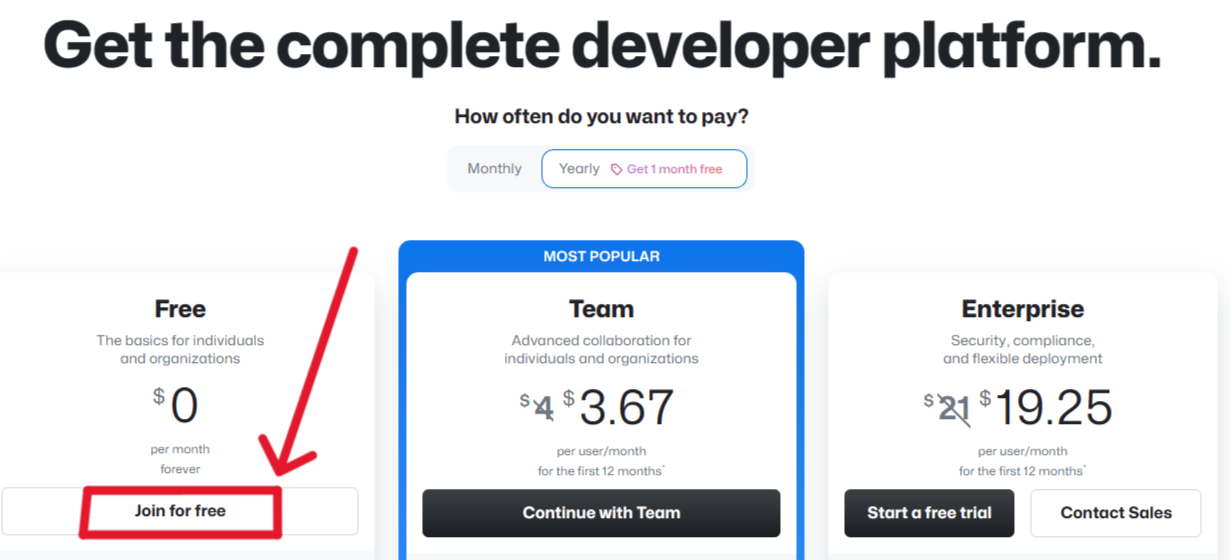 Get the complete developer platform.
How often do you want to pay?
Monthly
Yearly Get 1 month free
MOST POPULAR
Free
The basics for individuals
and organizations
$0
per month
forever
Join for free
Team
Advanced collaboration for
individuals and organizations
$4 $3.67
per user/month
for the first 12 months*
Continue with Team
Enterprise
Security, compliance,
and flexible deployment
$21 $19.25
per user/month
for the first 12 months*
Start a free trial
Contact Sales